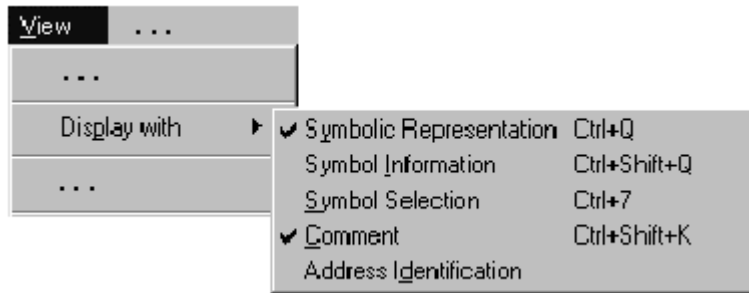 View ...
...
Display with
Symbolic Representation Ctrl+Q
Symbol Information Ctrl+Shift+Q
Symbol Selection Ctrl+7
Comment Ctrl+Shift+K
Address Identification
...